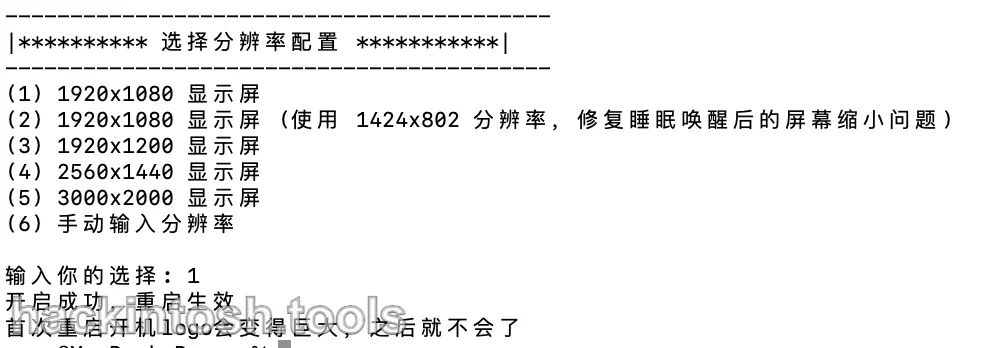 ------------------------------------------
|********** 选择分辨率配置 ***********|
------------------------------------------
(1) 1920x1080 显示屏
(2) 1920x1080 显示屏 (使用 1424x802 分辨率, 修复睡眠唤醒后的屏幕缩小问题)
(3) 1920x1200 显示屏
(4) 2560x1440 显示屏
(5) 3000x2000 显示屏
(6) 手动输入分辨率
输入你的选择: 1
开启成功, 重启生效
hackintosh.tools
首次重启开机logo会变得巨大, 之后就不会了